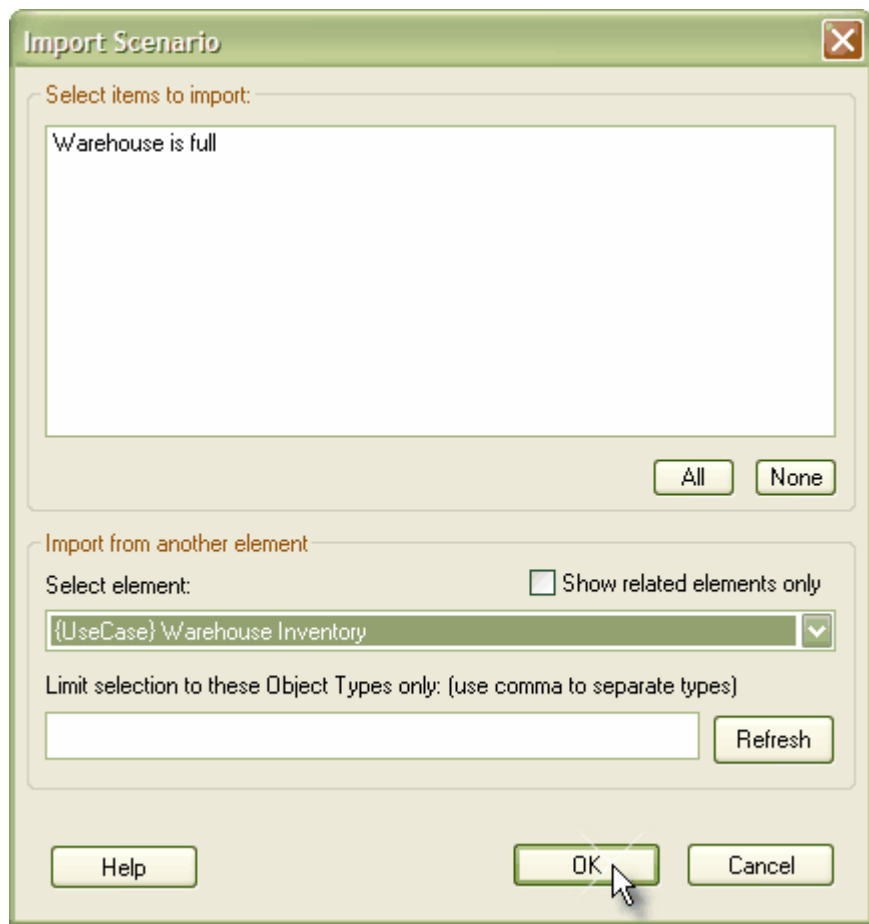 Import Scenario
Select items to import:
Warehouse is full
All None
Import from another element
Select element: Show related elements only
{UseCase} Warehouse Inventory
Limit selection to these Object Types only: (use comma to separate types)
Refresh
Help OK Cancel